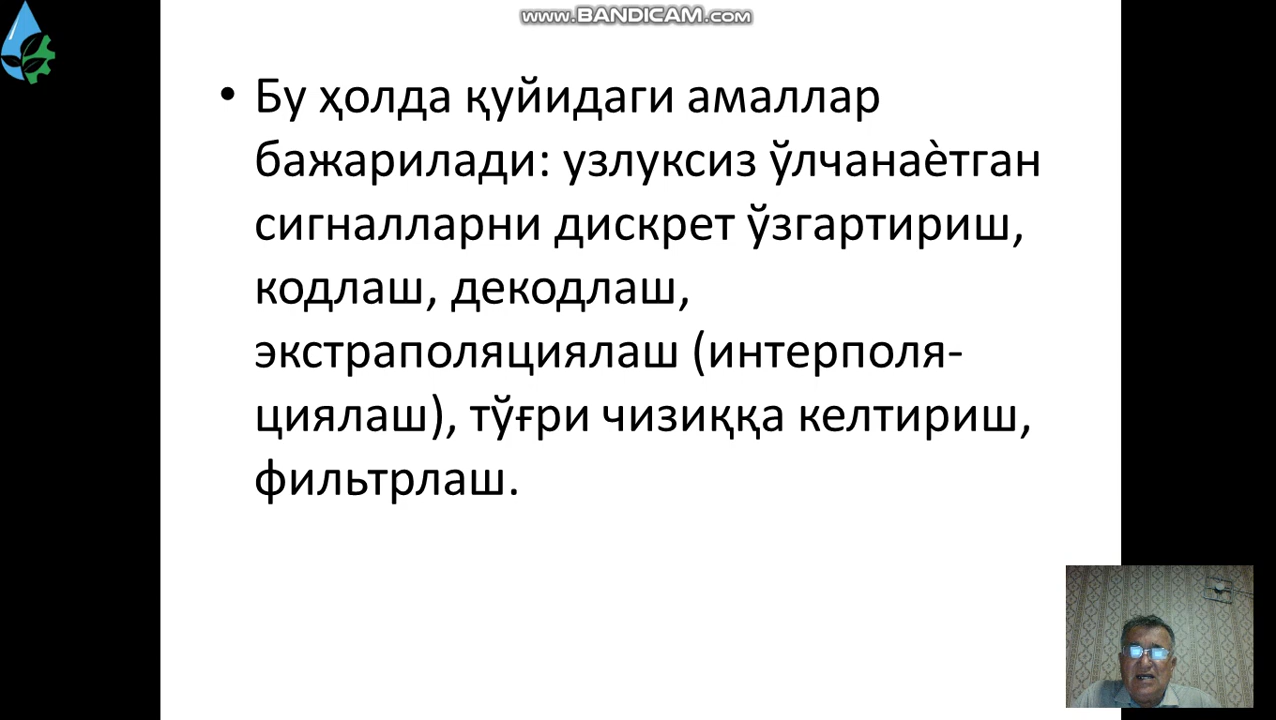 www.BANDICAM.com
• Бу ҳолда қуйидаги амаллар
бажарилади: узлуксиз ўлчанаѐтган
сигналларни дискрет ўзгартириш,
кодлаш, декодлаш,
экстраполяциялаш (интерполя-
циялаш), тўғри чизиққа келтириш,
фильтрлаш.